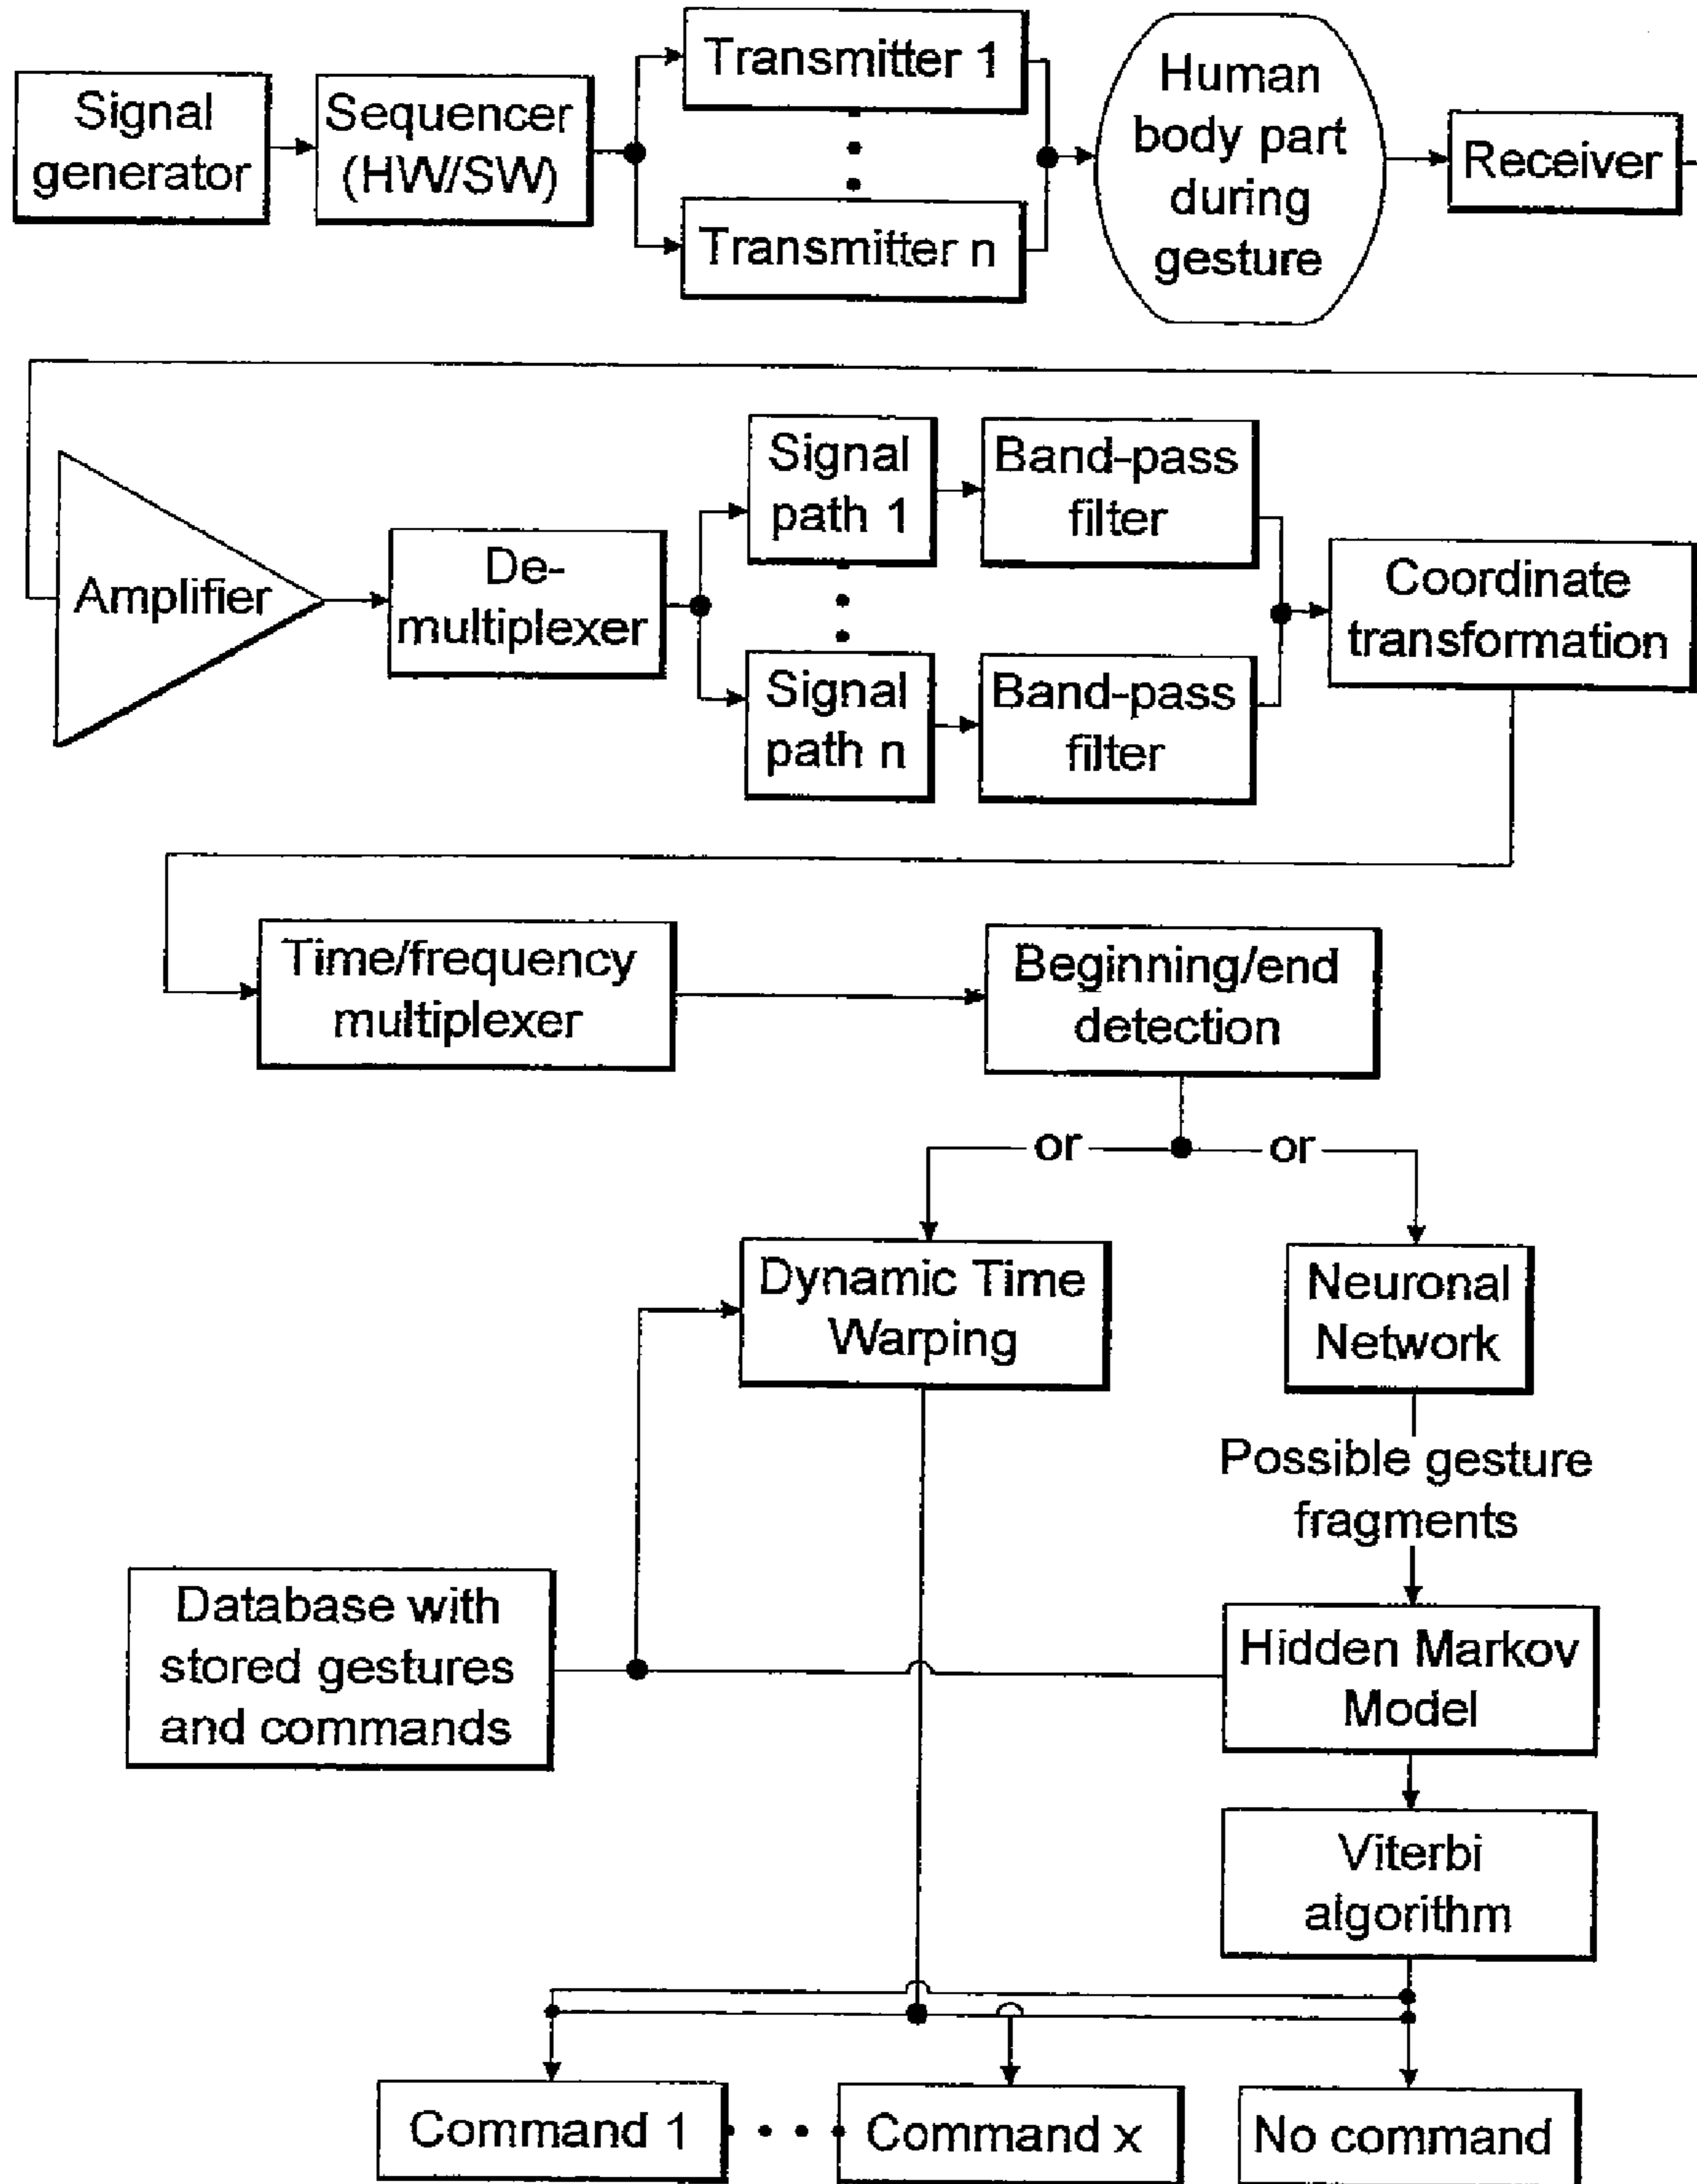 Signal
generator
Sequencer
(HW/SW)
Transmitter 1
Transmitter n
Human
body part
during
gesture
Receiver
Amplifier
De-
multiplexer
Signal
path 1
Band-pass
filter
Signal
path n
Band-pass
filter
Coordinate
transformation
Time/frequency
multiplexer
Beginning/end
detection
or
or
Dynamic Time
Warping
Neuronal
Network
Possible gesture
fragments
Database with
stored gestures
and commands
Hidden Markov
Model
Viterbi
algorithm
Command 1
Command x
No command